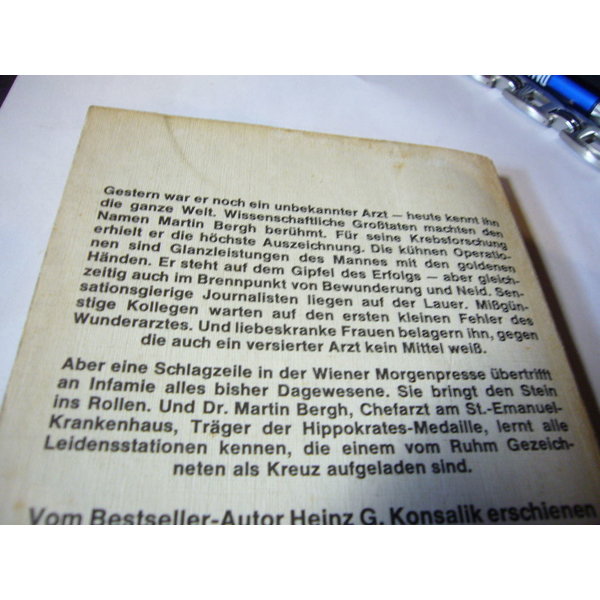 Gestern war er noch ein unbekannter Arzt — heute kennt ihn
die ganze Welt. Wissenschaftliche Großtaten machten den
Namen Martin Bergh berühmt. Für seine Krebsforschung
erhielt er die höchste Auszeichnung. Die kühnen Operatio-
nen sind Glanzleistungen des Mannes mit den goldenen
Händen. Er steht auf dem Gipfel des Erfolgs — aber gleich-
zeitig auch im Brennpunkt von Bewunderung und Neid. Sen-
sationsgierige Journalisten liegen auf der Lauer. Mißgün-
stige Kollegen warten auf den ersten kleinen Fehler des
Wunderarztes. Und liebeskranke Frauen belagern ihn, gegen
die auch ein versierter Arzt kein Mittel weiß.
Aber eine Schlagzeile in der Wiener Morgenpresse übertrifft
an Infamie alles bisher Dagewesene. Sie bringt den Stein
ins Rollen. Und Dr. Martin Bergh, Chefarzt am St.-Emanuel-
Krankenhaus, Träger der Hippokrates-Medaille, lernt alle
Leidensstationen kennen, die einem vom Ruhm Gezeich-
neten als Kreuz aufgeladen sind.
Vom Bestseller-Autor Heinz G. Konsalik erschienen